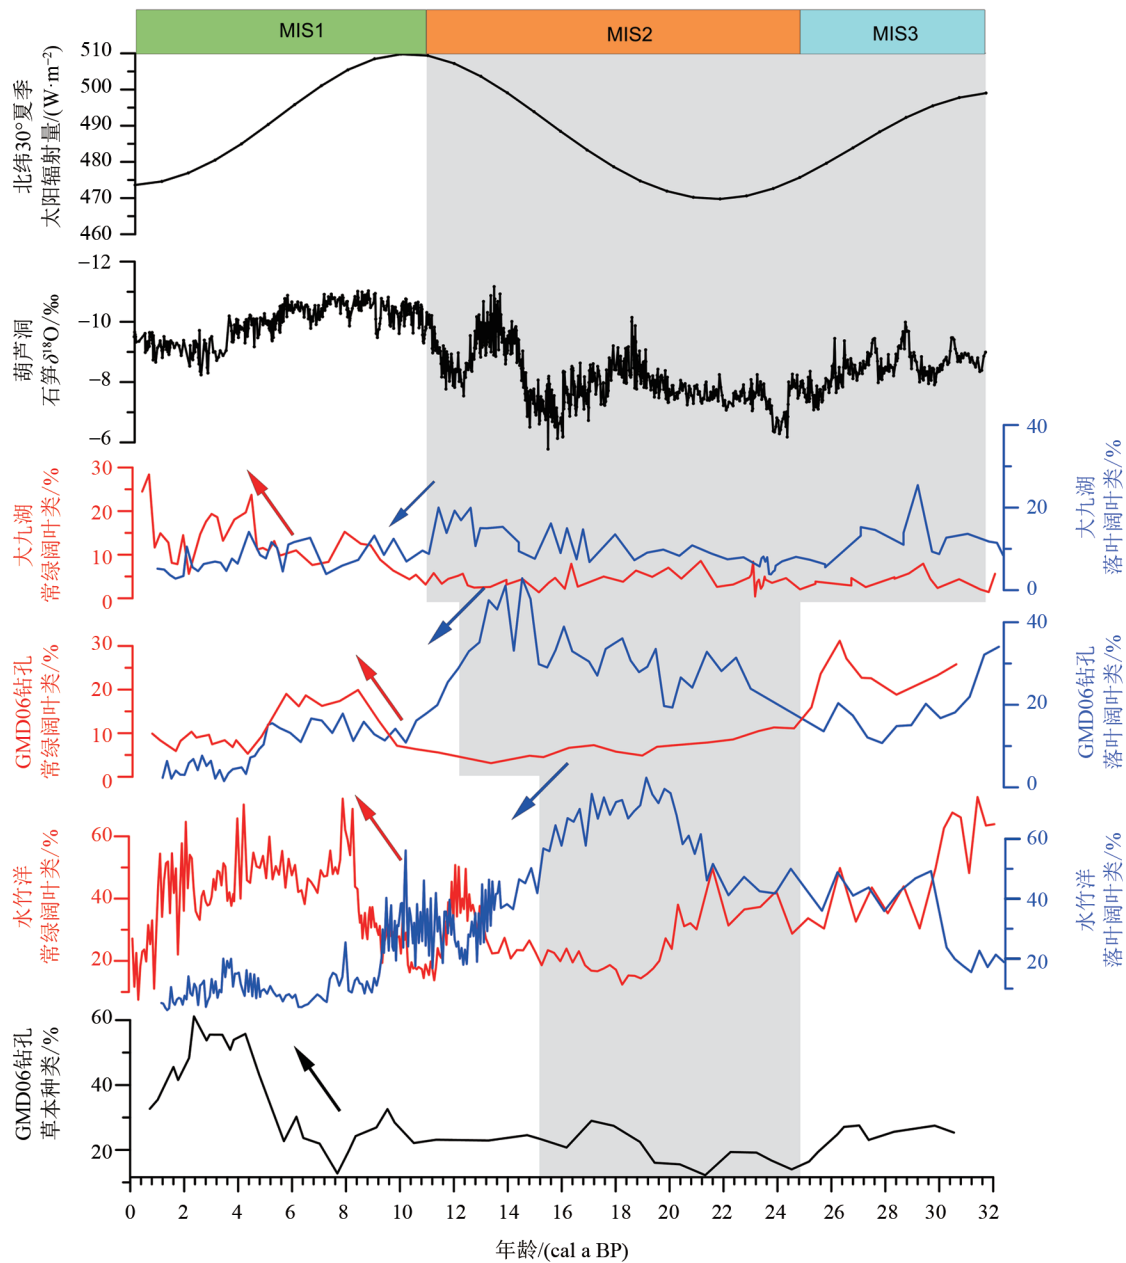 MIS1
MIS2
MIS3
北纬30°夏季
太阳辐射量/(W·m⁻²)
510
500
490
480
470
460
葫芦洞
石笋δ¹⁸O/‰
−12
−10
−8
−6
大九湖
常绿阔叶类/%
30
20
10
0
40
20
0
大九湖
落叶阔叶类/%
GMD06钻孔
常绿阔叶类/%
30
20
10
0
40
20
0
GMD06钻孔
落叶阔叶类/%
水竹洋
常绿阔叶类/%
60
40
20
60
40
20
水竹洋
落叶阔叶类/%
GMD06钻孔
草本种类/%
60
40
20
0 2 4 6 8 10 12 14 16 18 20 22 24 26 28 30 32
年龄/(cal a BP)